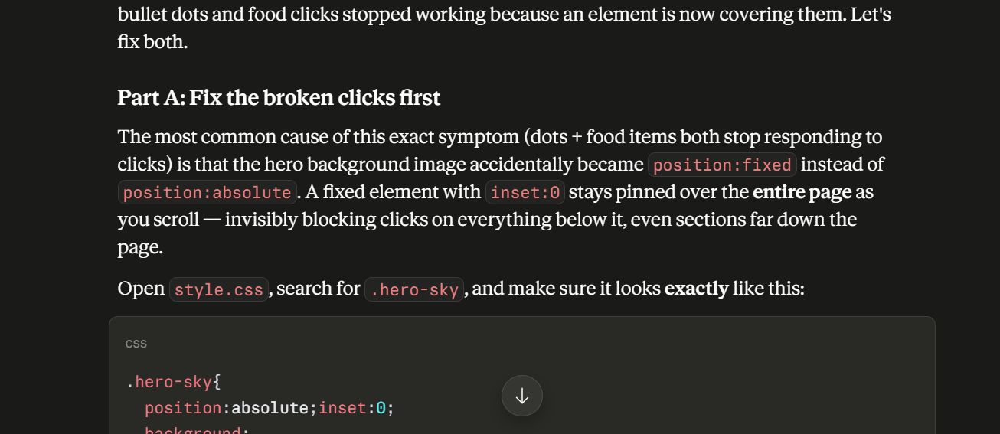 bullet dots and food clicks stopped working because an element is now covering them. Let's
fix both.
Part A: Fix the broken clicks first
The most common cause of this exact symptom (dots + food items both stop responding to
clicks) is that the hero background image accidentally became position:fixed instead of
position:absolute. A fixed element with inset:0 stays pinned over the entire page as
you scroll — invisibly blocking clicks on everything below it, even sections far down the
page.
Open style.css, search for .hero-sky, and make sure it looks exactly like this:
css
.hero-sky{
  position:absolute;inset:0;
  background: